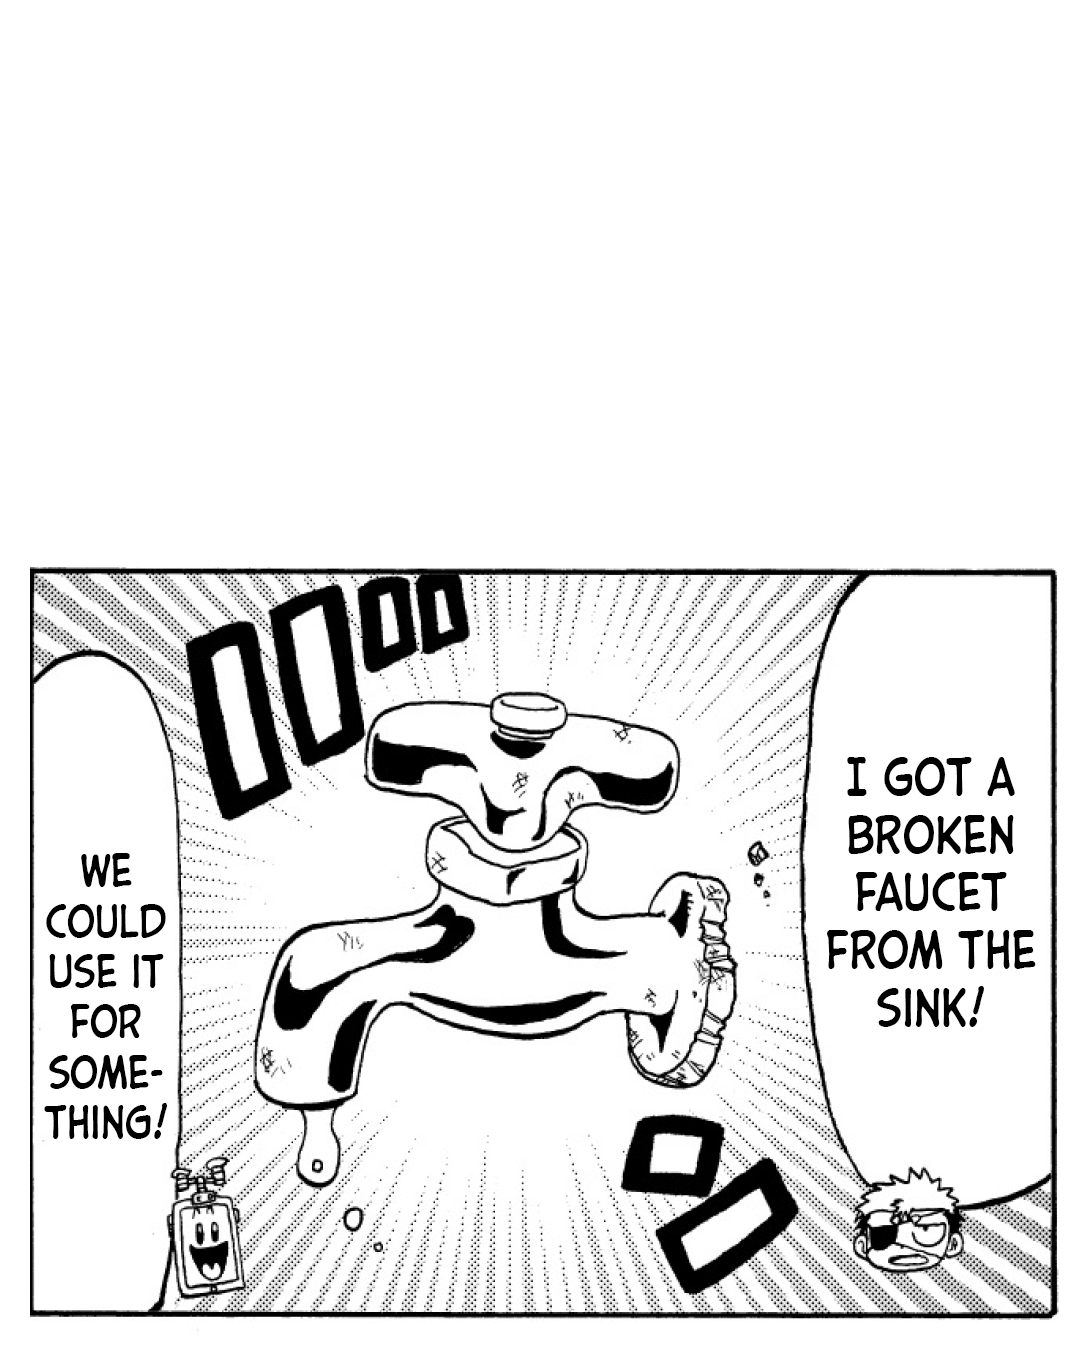 I GOT A
BROKEN
FAUCET
FROM THE
SINK!
WE
COULD
USE IT
FOR
SOME-
THING!